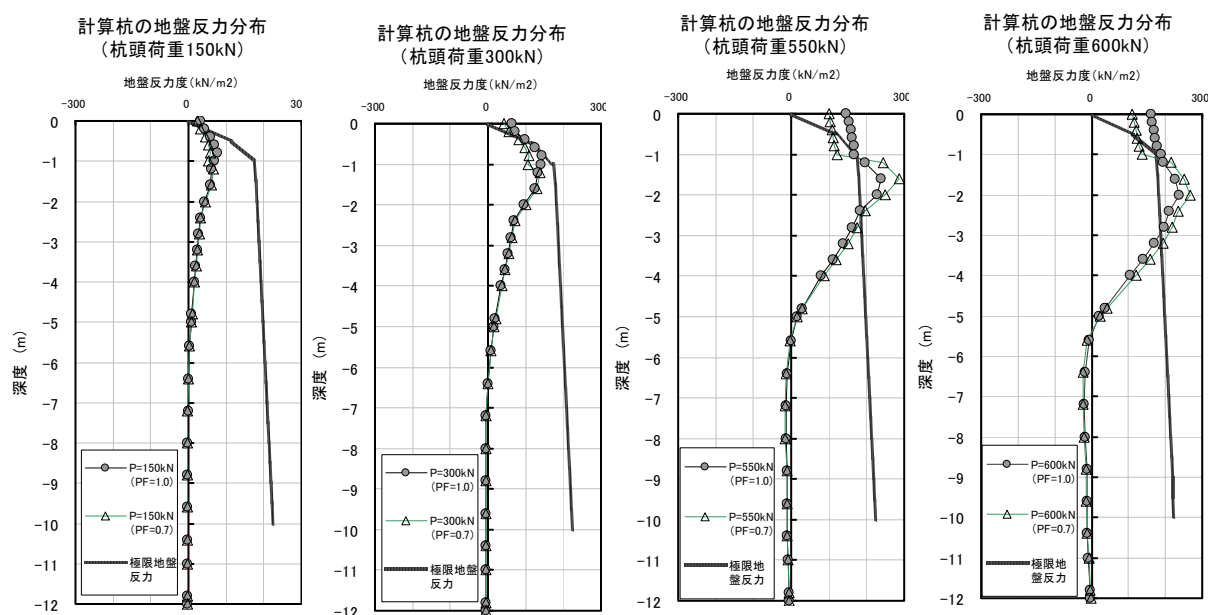 計算杭の地盤反力分布
（杭頭荷重150kN）
地盤反力度（kN/m2）
-300
0
30
0
-1
-2
-3
-4
-5
-6
-7
-8
-9
-10
-11
-12
深度（m）
P=150kN
（PF=1.0）
P=150kN
（PF=0.7）
極限地盤
反力
計算杭の地盤反力分布
（杭頭荷重300kN）
地盤反力度（kN/m2）
-300
0
300
0
-1
-2
-3
-4
-5
-6
-7
-8
-9
-10
-11
-12
深度（m）
P=300kN
（PF=1.0）
P=300kN
（PF=0.7）
極限地盤
反力
計算杭の地盤反力分布
（杭頭荷重550kN）
地盤反力度（kN/m2）
-300
0
300
0
-1
-2
-3
-4
-5
-6
-7
-8
-9
-10
-11
-12
深度（m）
P=550kN
（PF=1.0）
P=550kN
（PF=0.7）
極限地
盤反力
計算杭の地盤反力分布
（杭頭荷重600kN）
地盤反力度（kN/m2）
-300
0
300
0
-1
-2
-3
-4
-5
-6
-7
-8
-9
-10
-11
-12
深度（m）
P=600kN
（PF=1.0）
P=600kN
（PF=0.7）
極限地
盤反力